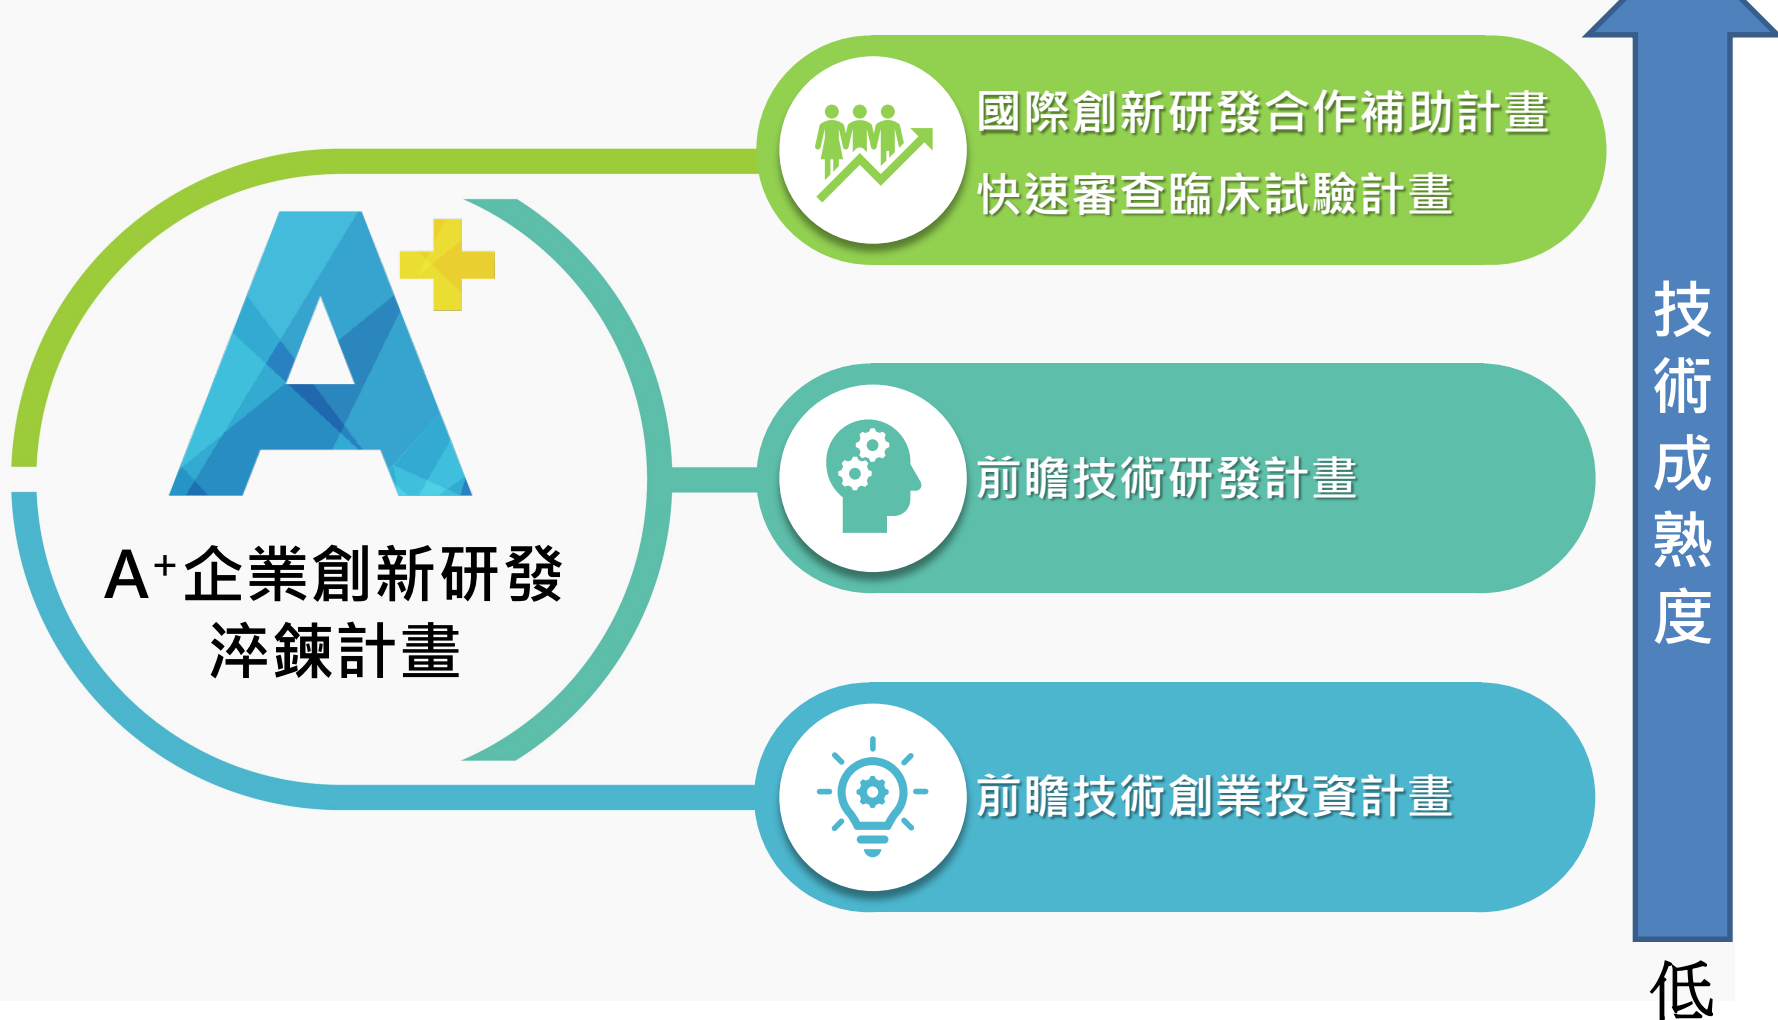 國際創新研發合作補助計畫
快速審查臨床試驗計畫
A+
A+企業創新研發
淬鍊計畫
前瞻技術研發計畫
前瞻技術創業投資計畫
技術成熟度
低